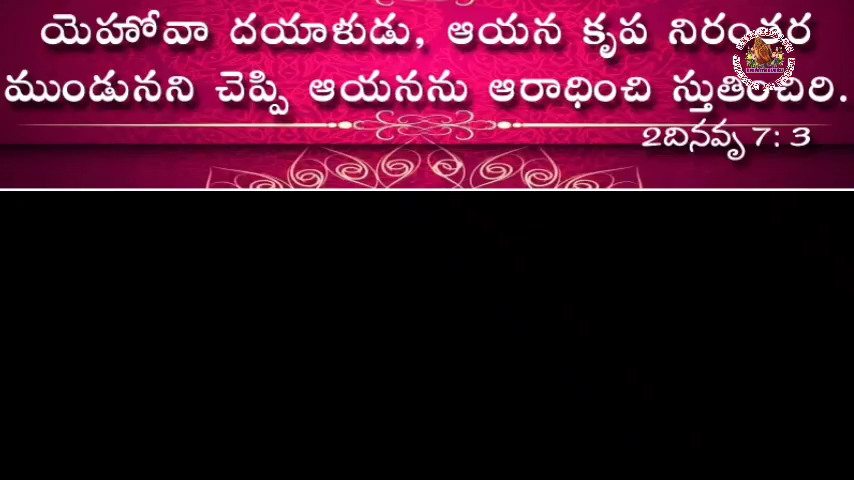 యెహోవా దయాళుడు, ఆయన కృప నిరంతర
ముండునని చెప్పి ఆయనను ఆరాధించి స్తుతించిరి.
2దినవృ 7: 3